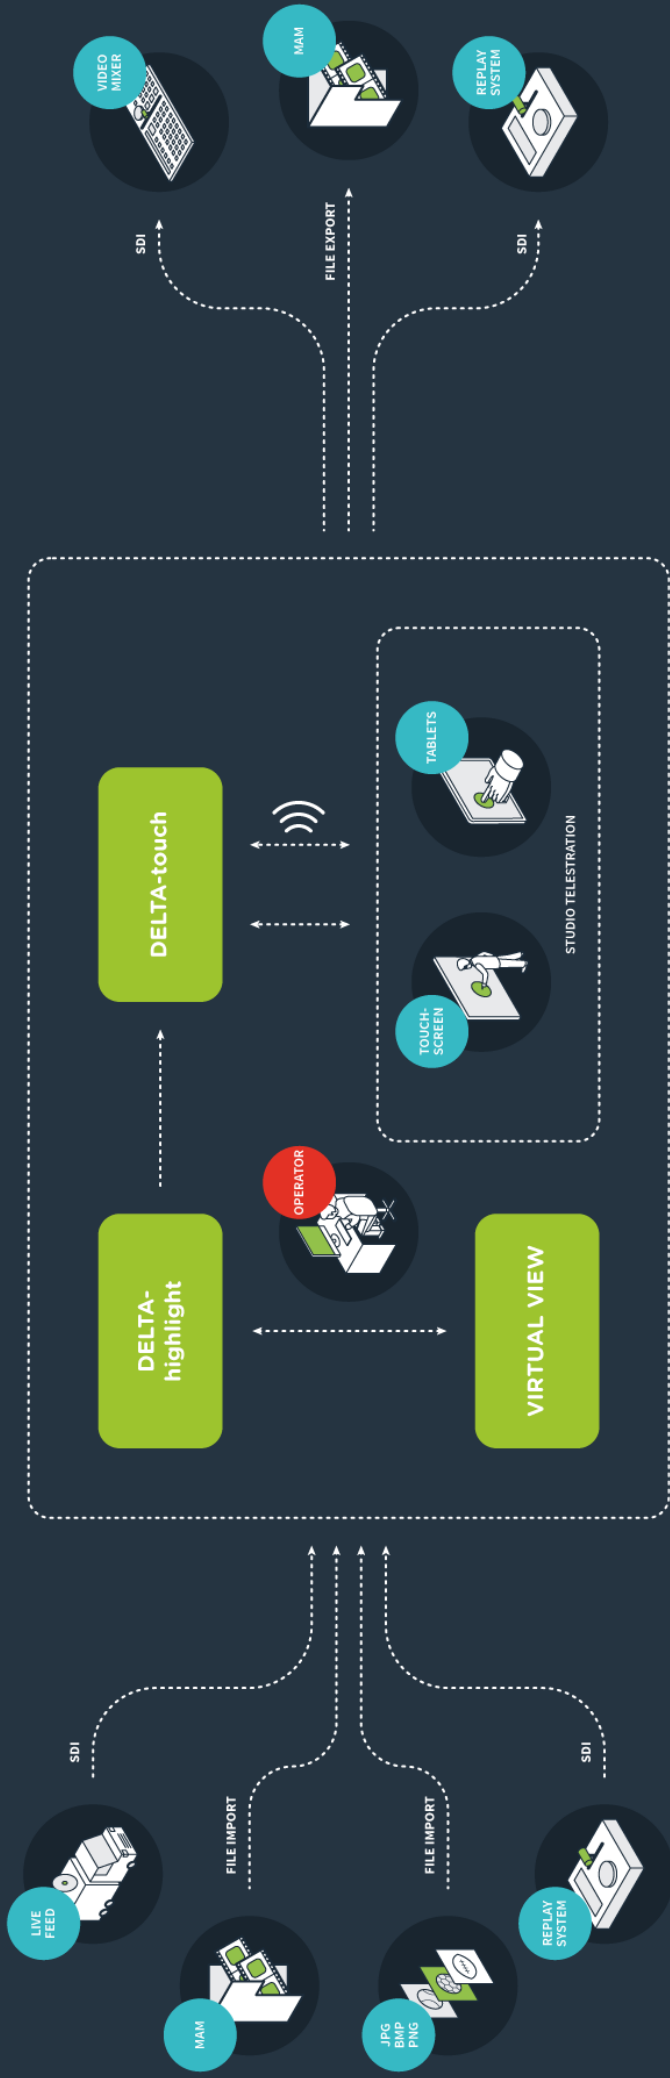 LIVE
FEED
SDI
MAM
FILE IMPORT
JPG
BMP
PNG
FILE IMPORT
REPLAY
SYSTEM
SDI
DELTA-
highlight
OPERATOR
VIRTUAL VIEW
DELTA-touch
TOUCH-
SCREEN
TABLETS
STUDIO TELESTRATION
SDI
VIDEO
MIXER
FILE EXPORT
MAM
SDI
REPLAY
SYSTEM